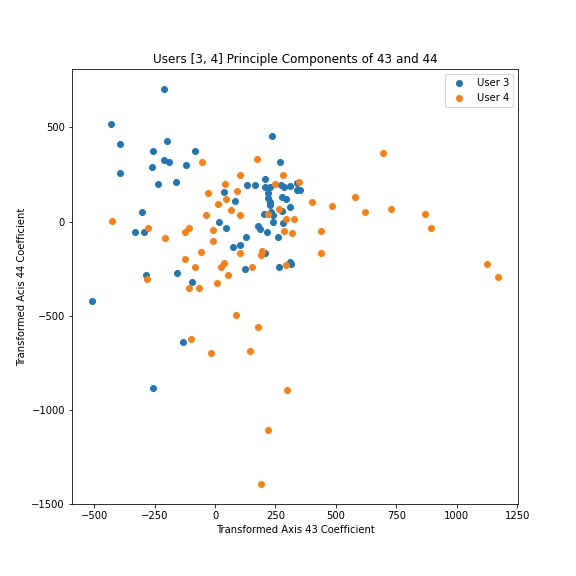 Users [3, 4] Principle Components of 43 and 44
User 3
User 4
500
0
−500
−1000
−1500
Transformed Acis 44 Coefficient
−500
−250
0
250
500
750
1000
1250
Transformed Axis 43 Coefficient